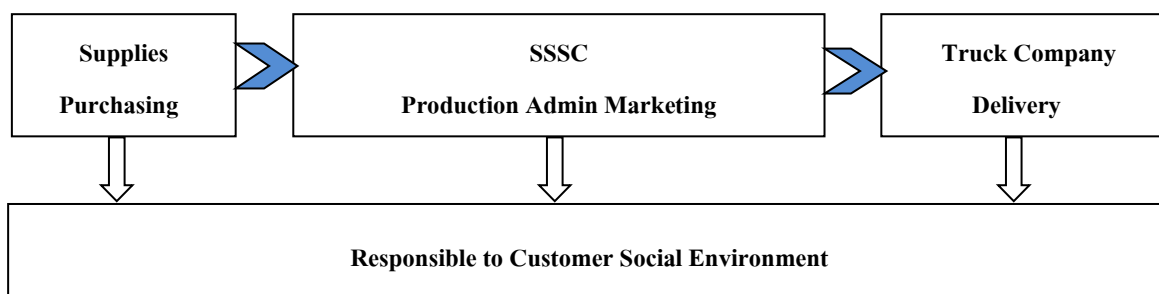 Supplies
Purchasing
SSSC
Production Admin Marketing
Truck Company
Delivery
Responsible to Customer Social Environment